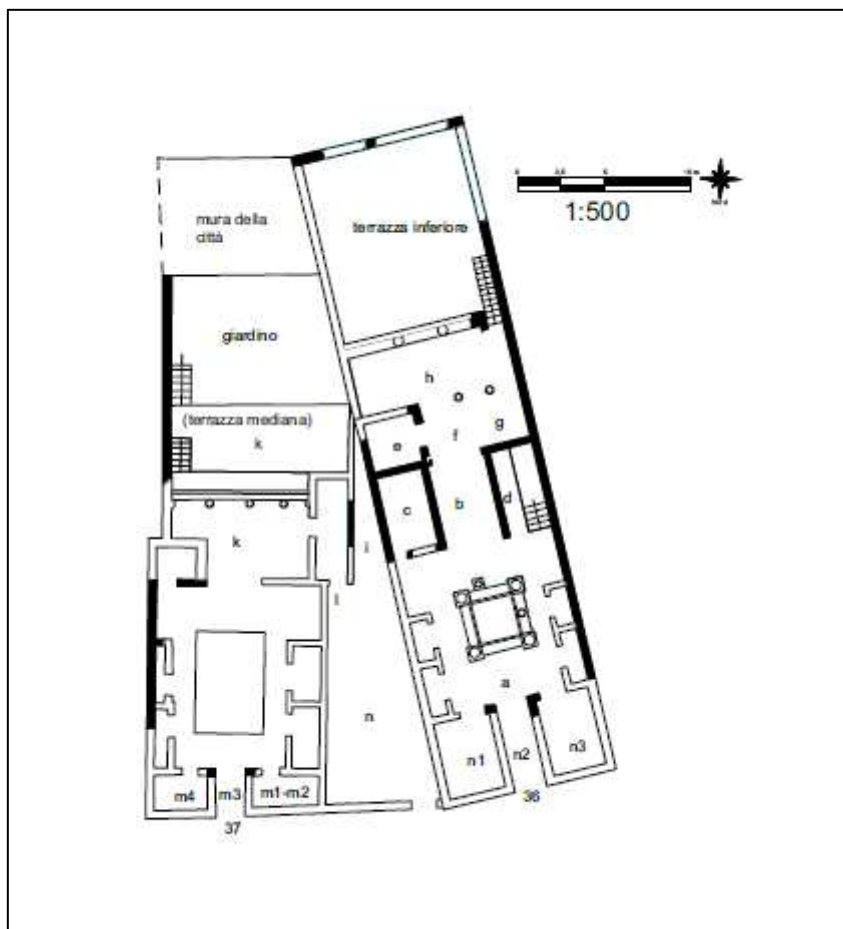 mura della
città
terrazza inferiore
1:500
giardino
(terrazza mediana)
k
h
g
e
f
c
b
d
k
i
l
a
n
n1
n2
n3
m4
m3
m1-m2
36
37